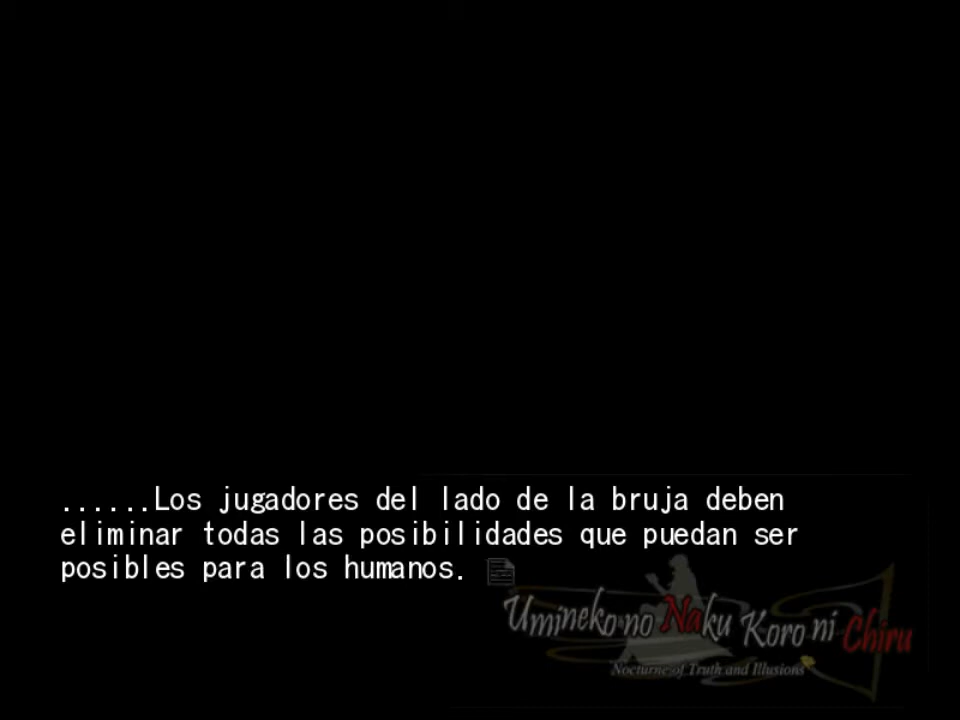 ......Los jugadores del lado de la bruja deben
eliminar todas las posibilidades que puedan ser
posibles para los humanos.
Umineko no Naku Koro ni Chiru
Nocturne of Truth and Illusions